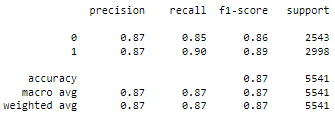 precision recall f1-score support
0 0.87 0.85 0.86 2543
1 0.87 0.90 0.89 2998
accuracy 0.87 5541
macro avg 0.87 0.87 0.87 5541
weighted avg 0.87 0.87 0.87 5541